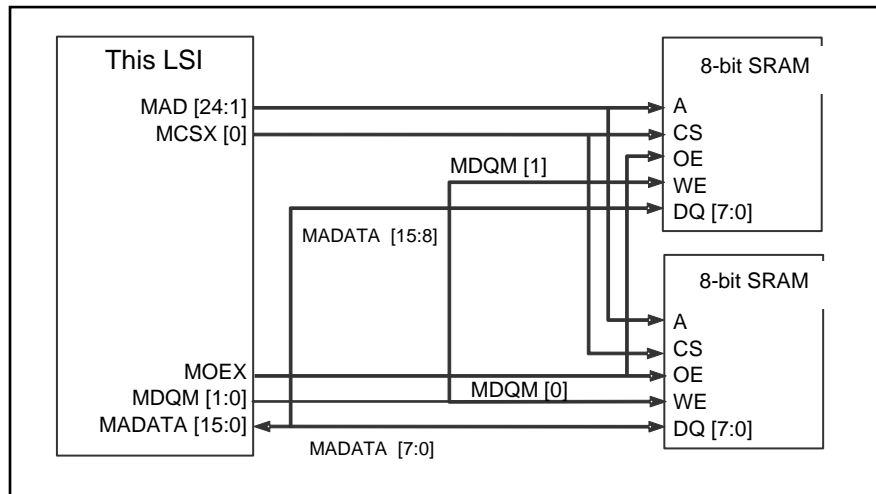 This LSI
MAD [24:1]
MCSX [0]
MOEX
MDQM [1:0]
MADATA [15:0]
MDQM [1]
MADATA [15:8]
MDQM [0]
MADATA [7:0]
8-bit SRAM
A
CS
OE
WE
DQ [7:0]
8-bit SRAM
A
CS
OE
WE
DQ [7:0]